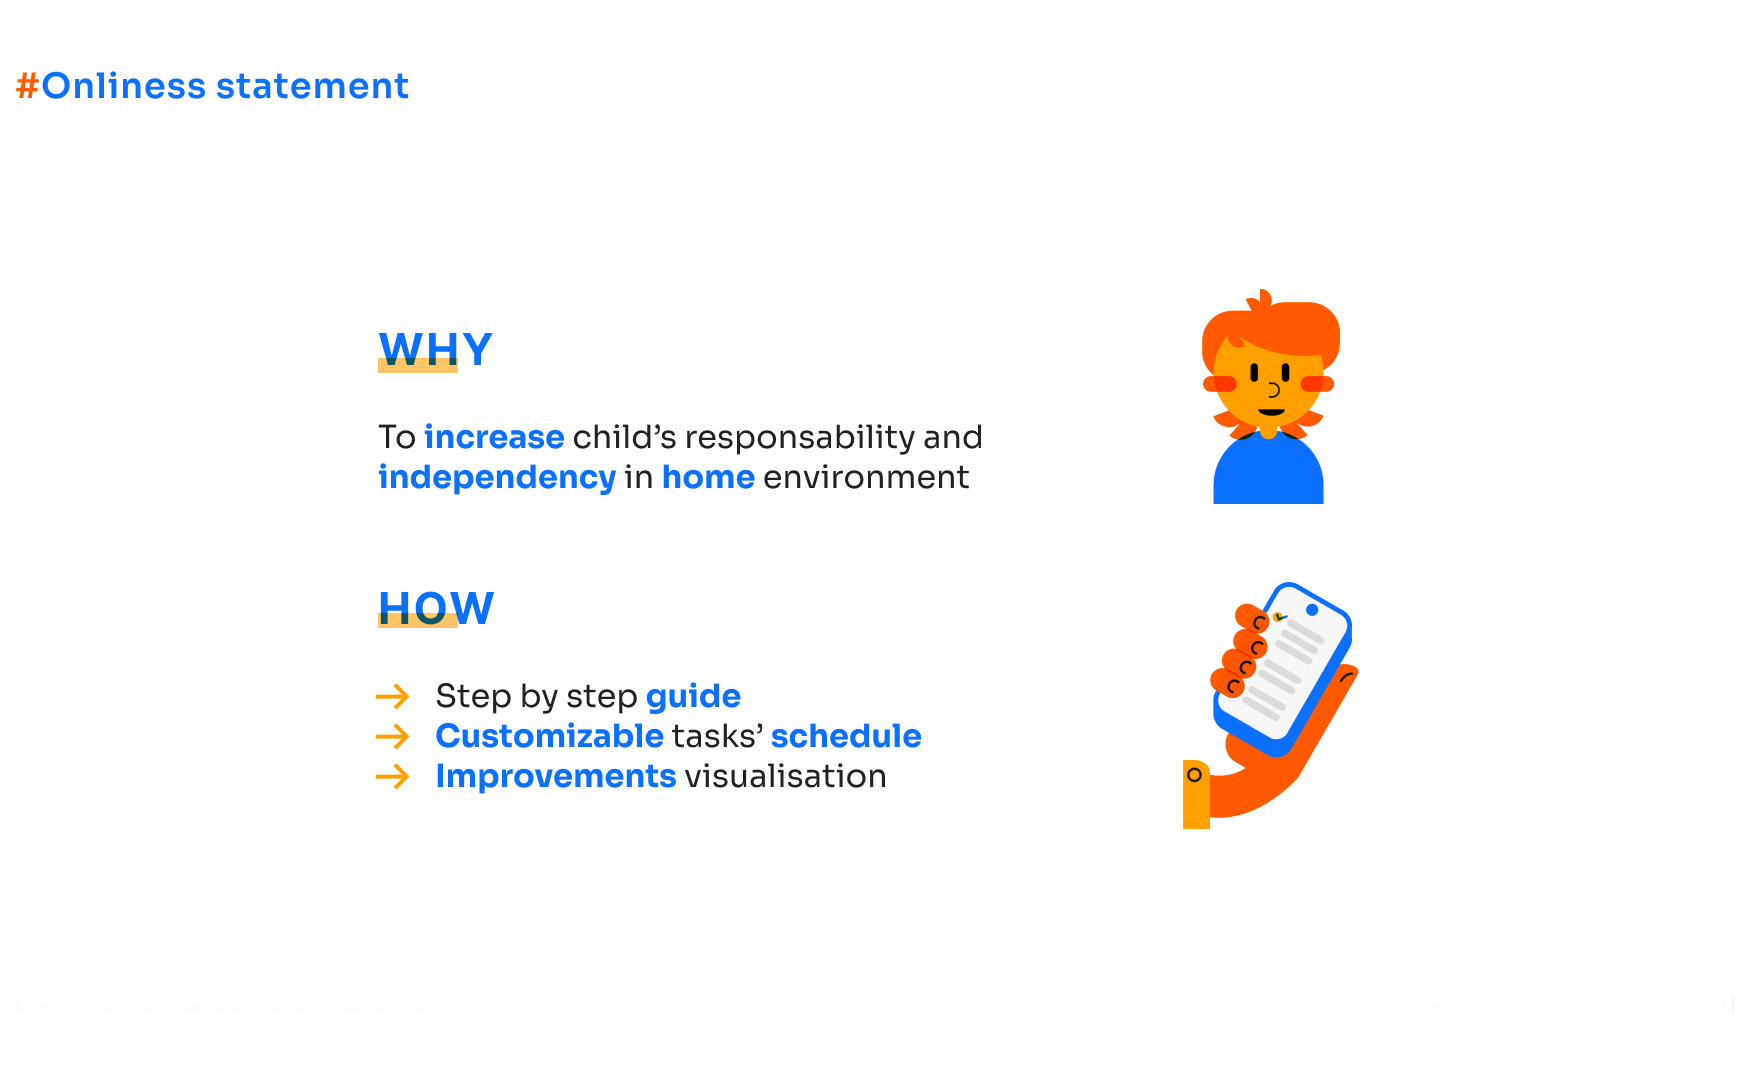 #Onliness statement
WHY
To increase child’s responsability and
independency in home environment
HOW
→ Step by step guide
→ Customizable tasks’ schedule
→ Improvements visualisation